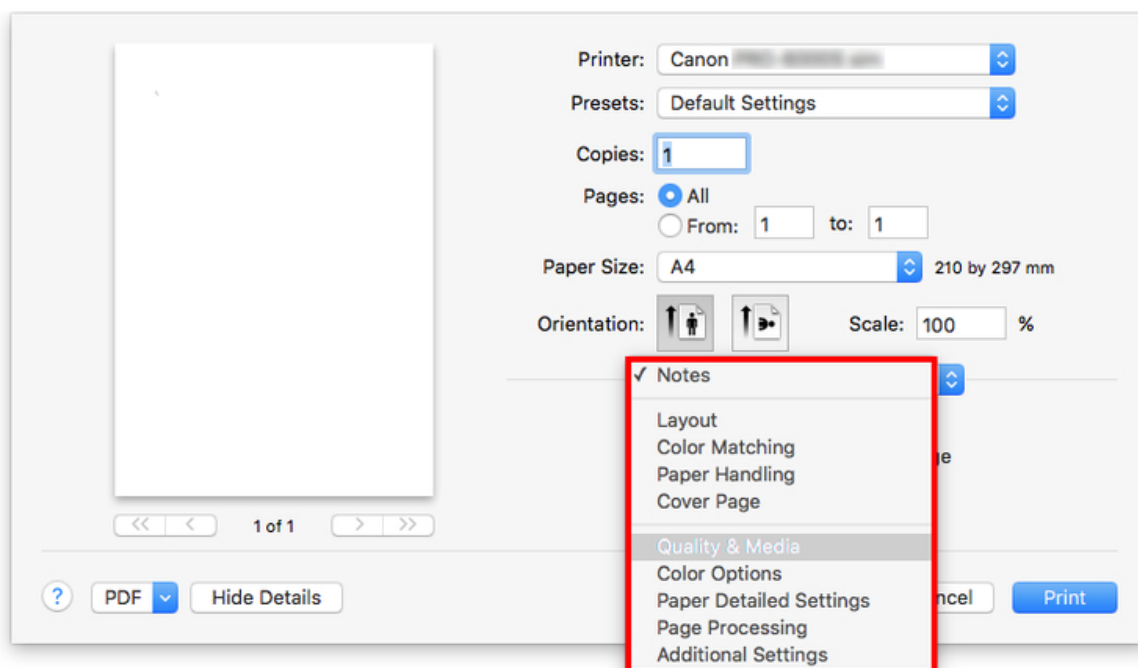 Printer: Canon
Presets: Default Settings
Copies: 1
Pages: All
From: 1 to: 1
Paper Size: A4 210 by 297 mm
Orientation: Scale: 100 %
✓ Notes
Layout
Color Matching
Paper Handling
Cover Page
1 of 1
Quality & Media
Color Options
Paper Detailed Settings
Page Processing
Additional Settings
? PDF Hide Details ncel Print